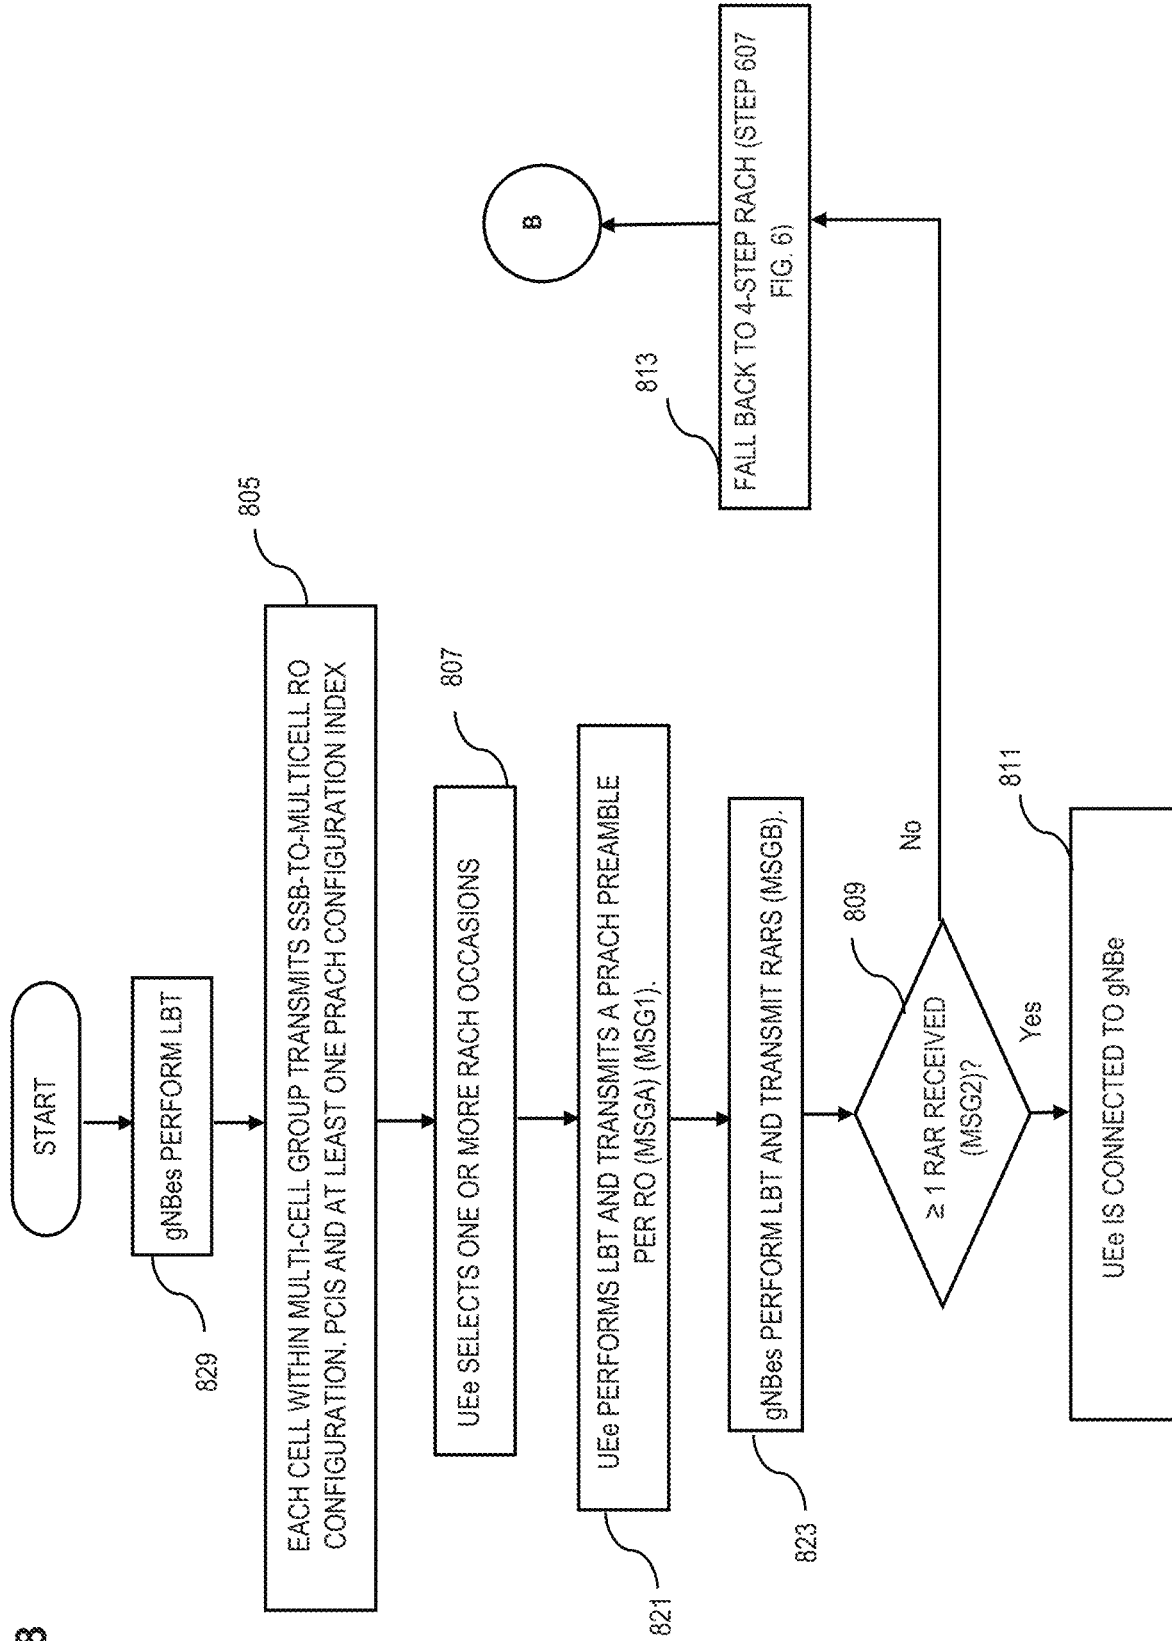 START
829
gNBes PERFORM LBT
805
EACH CELL WITHIN MULTI-CELL GROUP TRANSMITS SSB-TO-MULTICELL RO
CONFIGURATION, PCIS AND AT LEAST ONE PRACH CONFIGURATION INDEX
807
UEe SELECTS ONE OR MORE RACH OCCASIONS
821
UEe PERFORMS LBT AND TRANSMITS A PRACH PREAMBLE
PER RO (MSGA) (MSG1).
823
gNBes PERFORM LBT AND TRANSMIT RARS (MSGB).
809
≥ 1 RAR RECEIVED
(MSG2)?
No
Yes
811
UEe IS CONNECTED TO gNBe
813
FALL BACK TO 4-STEP RACH (STEP 607
FIG. 6)
B